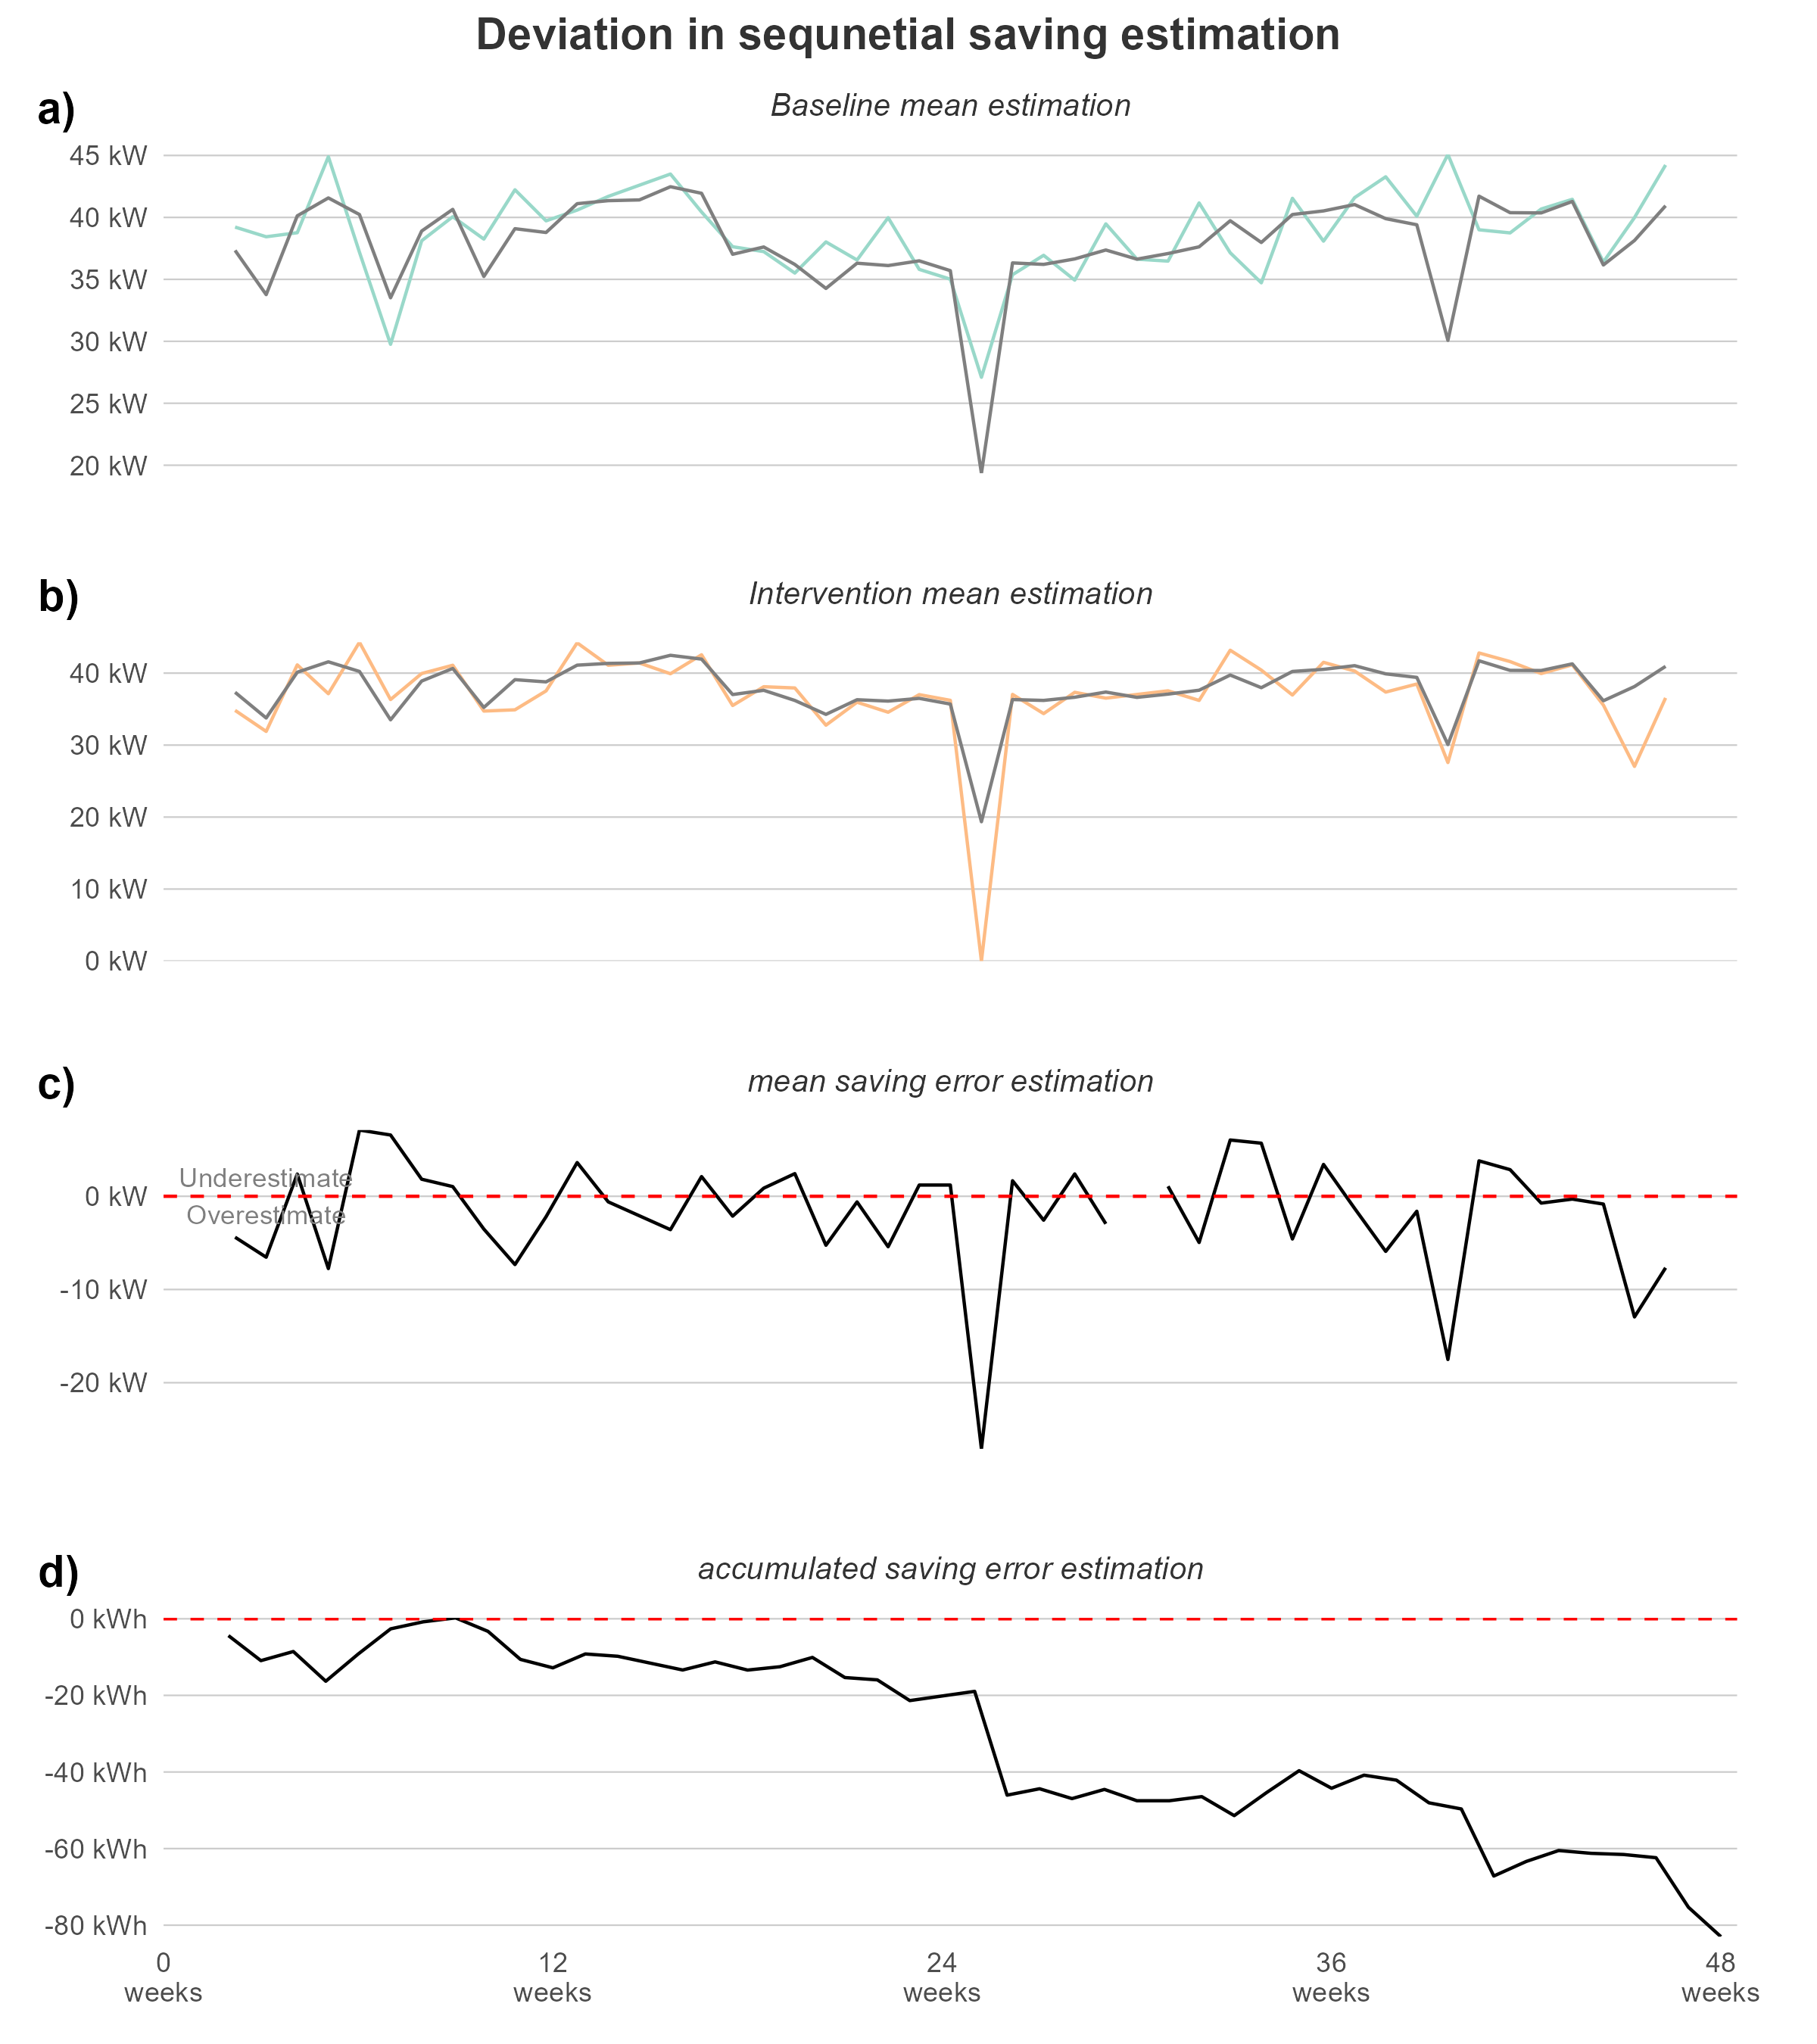 Deviation in sequnetial saving estimation
a)
Baseline mean estimation
45 kW
40 kW
35 kW
30 kW
25 kW
20 kW
b)
Intervention mean estimation
40 kW
30 kW
20 kW
10 kW
0 kW
c)
mean saving error estimation
Underestimate
0 kW
Overestimate
-10 kW
-20 kW
d)
accumulated saving error estimation
0 kWh
-20 kWh
-40 kWh
-60 kWh
-80 kWh
0 12 24 36 48
weeks weeks weeks weeks weeks